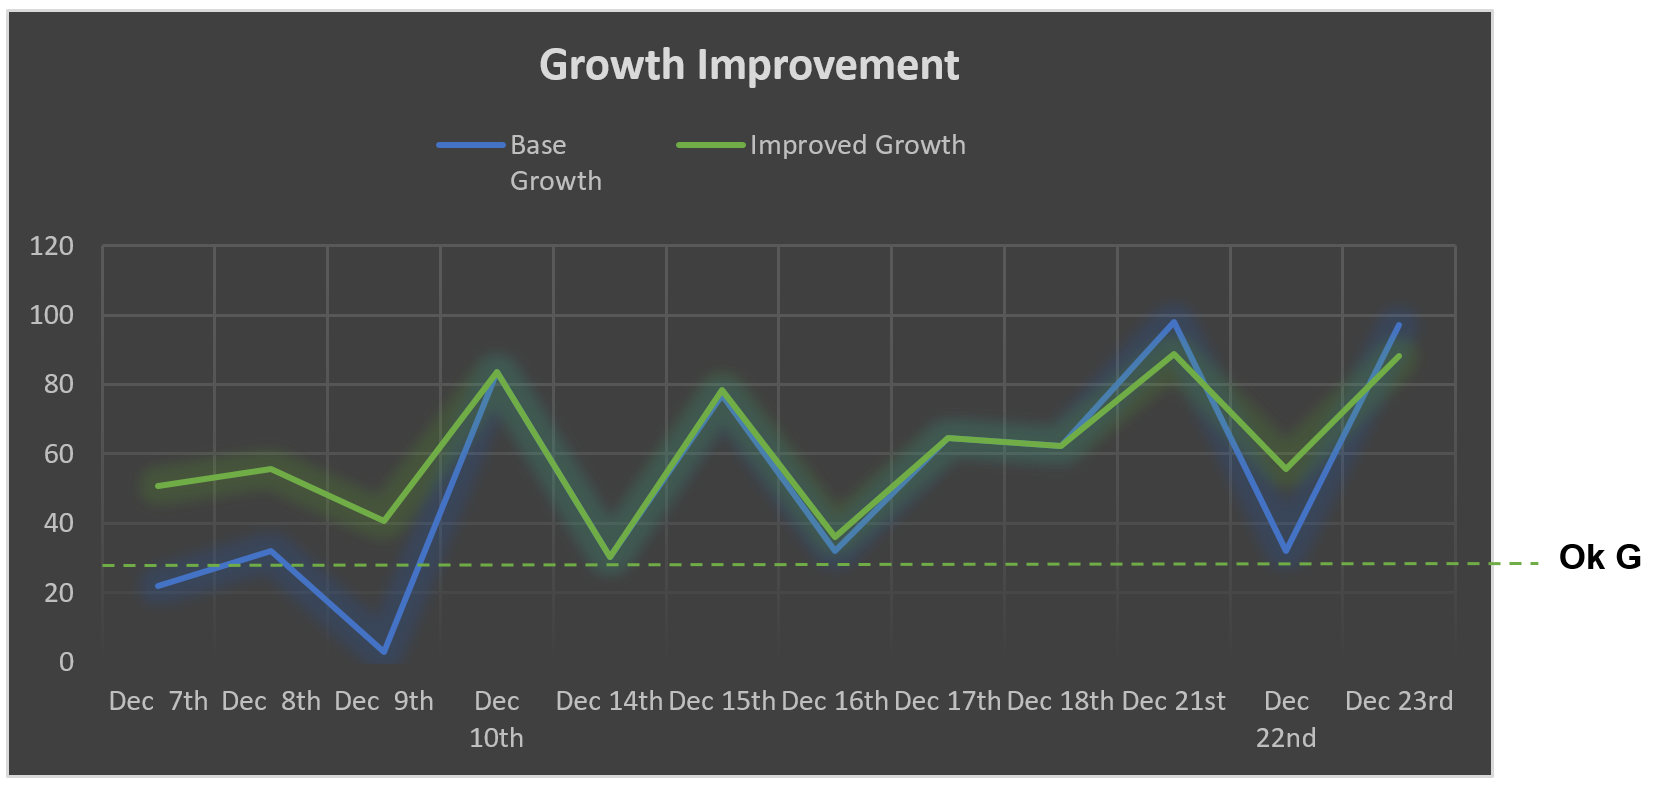 Growth Improvement
Base
Growth
Improved Growth
120
100
80
60
40
20
0
Ok G
Dec  7th
Dec  8th
Dec  9th
Dec
10th
Dec 14th
Dec 15th
Dec 16th
Dec 17th
Dec 18th
Dec 21st
Dec
22nd
Dec 23rd